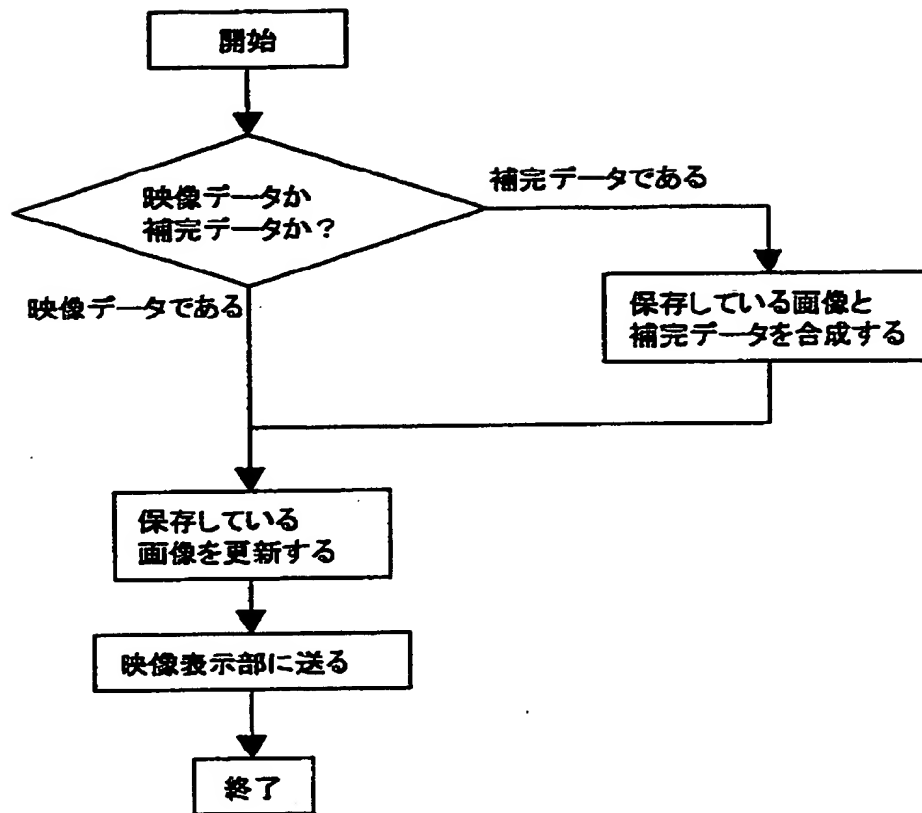 開始
映像データか
補完データか?
補完データである
映像データである
保存している画像と
補完データを合成する
保存している
画像を更新する
映像表示部に送る
終了